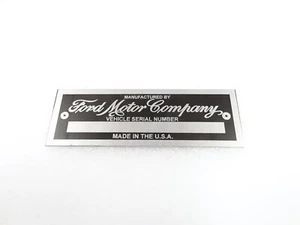 MANUFACTURED BY
Ford Motor Company
VEHICLE SERIAL NUMBER
MADE IN THE U.S.A.